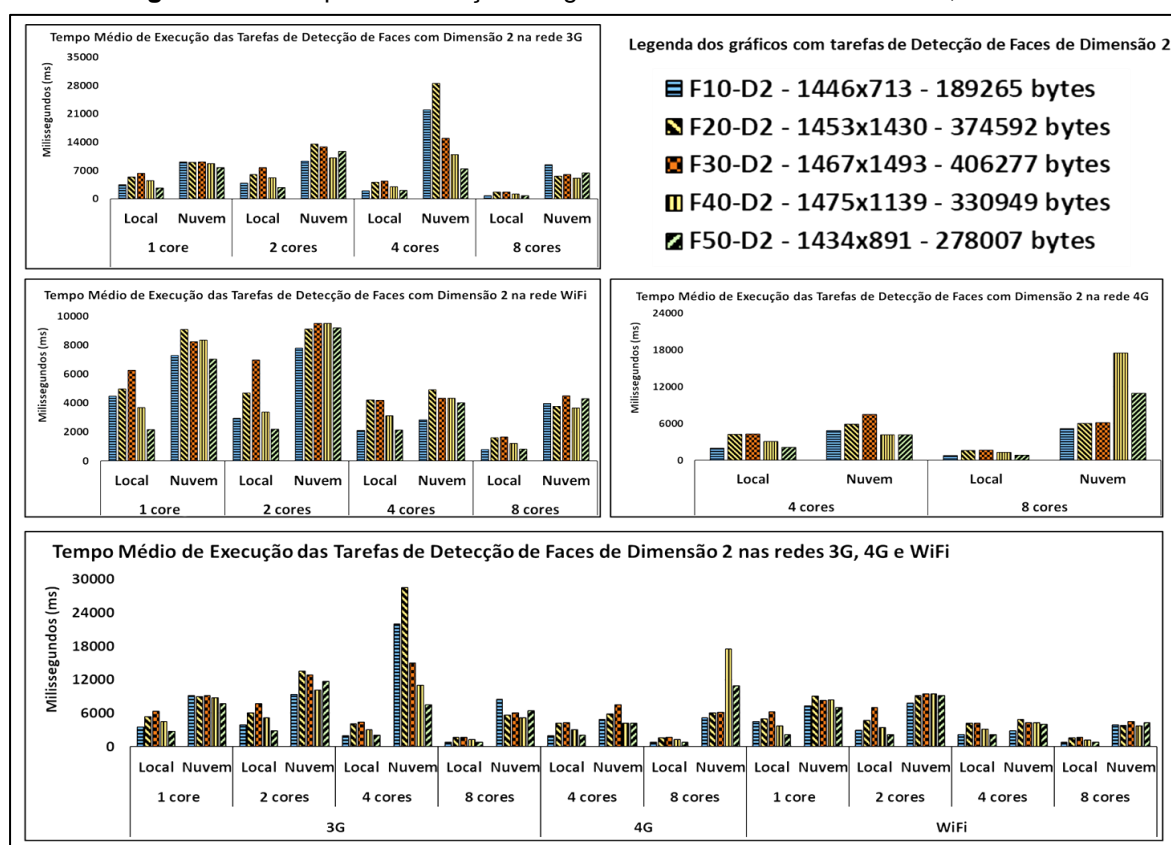 Tempo Médio de Execução das Tarefas de Detecção de Faces com Dimensão 2 na rede 3G
Milissegundos (ms)
35000
28000
21000
14000
7000
0
Local Nuvem Local Nuvem Local Nuvem Local Nuvem
1 core 2 cores 4 cores 8 cores
Legenda dos gráficos com tarefas de Detecção de Faces de Dimensão 2
F10-D2 - 1446x713 - 189265 bytes
F20-D2 - 1453x1430 - 374592 bytes
F30-D2 - 1467x1493 - 406277 bytes
F40-D2 - 1475x1139 - 330949 bytes
F50-D2 - 1434x891 - 278007 bytes
Tempo Médio de Execução das Tarefas de Detecção de Faces com Dimensão 2 na rede WiFi
Milissegundos (ms)
10000
8000
6000
4000
2000
0
Local Nuvem Local Nuvem Local Nuvem Local Nuvem
1 core 2 cores 4 cores 8 cores
Tempo Médio de Execução das Tarefas de Detecção de Faces com Dimensão 2 na rede 4G
Milissegundos (ms)
24000
18000
12000
6000
0
Local Nuvem Local Nuvem
4 cores 8 cores
Tempo Médio de Execução das Tarefas de Detecção de Faces de Dimensão 2 nas redes 3G, 4G e WiFi
Milissegundos (ms)
30000
24000
18000
12000
6000
0
Local Nuvem Local Nuvem Local Nuvem Local Nuvem Local Nuvem Local Nuvem Local Nuvem Local Nuvem Local Nuvem Local Nuvem
1 core 2 cores 4 cores 8 cores 4 cores 8 cores 1 core 2 cores 4 cores 8 cores
3G 4G WiFi